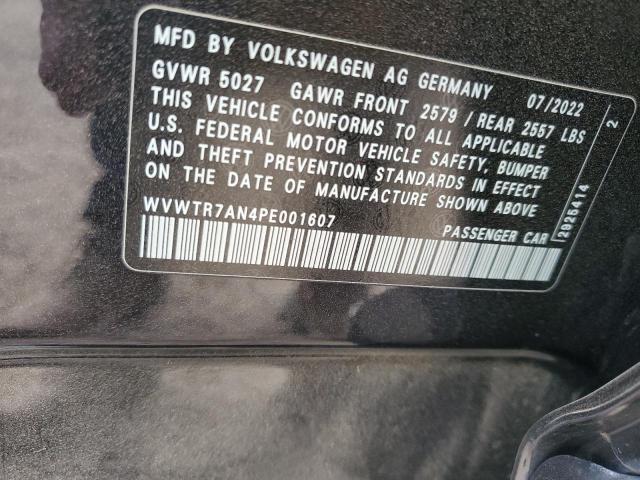 MFD BY VOLKSWAGEN AG GERMANY 07/2022
GVWR 5027 GAWR FRONT 2579 / REAR 2557 LBS
THIS VEHICLE CONFORMS TO ALL APPLICABLE
U.S. FEDERAL MOTOR VEHICLE SAFETY, BUMPER
AND THEFT PREVENTION STANDARDS IN EFFECT
ON THE DATE OF MANUFACTURE SHOWN ABOVE
WVWTR7AN4PE001607 PASSENGER CAR
2925414 2